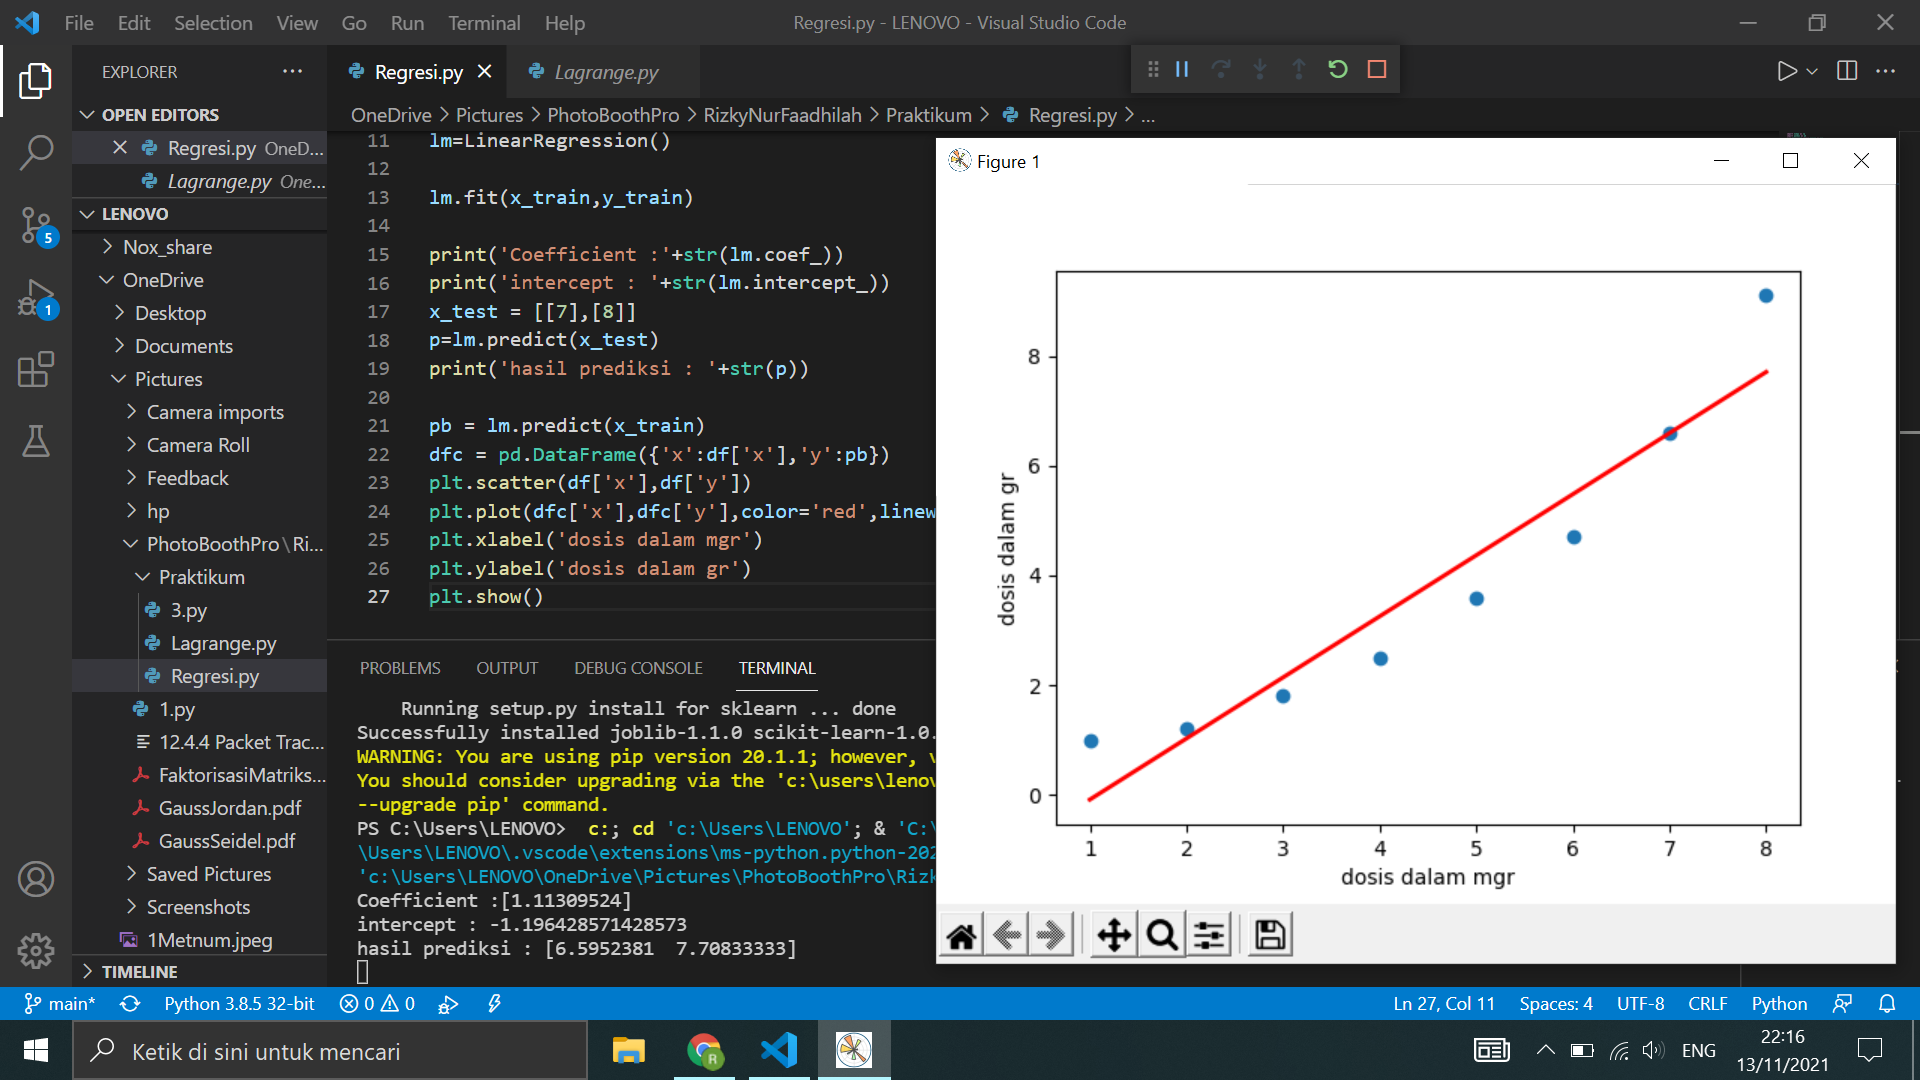 File Edit Selection View Go Run Terminal Help
Regresi.py - LENOVO - Visual Studio Code
EXPLORER
OPEN EDITORS
Regresi.py OneD...
Lagrange.py One...
LENOVO
Nox_share
OneDrive
Desktop
Documents
Pictures
Camera imports
Camera Roll
Feedback
hp
PhotoBoothPro\Ri...
Praktikum
3.py
Lagrange.py
Regresi.py
1.py
12.4.4 Packet Trac...
FaktorisasiMatriks...
GaussJordan.pdf
GaussSeidel.pdf
Saved Pictures
Screenshots
1Metnum.jpeg
TIMELINE
5
1
Regresi.py
Lagrange.py
OneDrive > Pictures > PhotoBoothPro > RizkyNurFaadhilah > Praktikum > Regresi.py > ...
11 lm=LinearRegression()
12
13 lm.fit(x_train,y_train)
14
15 print('Coefficient :'+str(lm.coef_))
16 print('intercept : '+str(lm.intercept_))
17 x_test = [[7],[8]]
18 p=lm.predict(x_test)
19 print('hasil prediksi : '+str(p))
20
21 pb = lm.predict(x_train)
22 dfc = pd.DataFrame({'x':df['x'],'y':pb})
23 plt.scatter(df['x'],df['y'])
24 plt.plot(dfc['x'],dfc['y'],color='red',linew
25 plt.xlabel('dosis dalam mgr')
26 plt.ylabel('dosis dalam gr')
27 plt.show()
PROBLEMS OUTPUT DEBUG CONSOLE TERMINAL
Running setup.py install for sklearn ... done
Successfully installed joblib-1.1.0 scikit-learn-1.0.
WARNING: You are using pip version 20.1.1; however, v
You should consider upgrading via the 'c:\users\lenov
--upgrade pip' command.
PS C:\Users\LENOVO> c:; cd 'c:\Users\LENOVO'; & 'C:\
\Users\LENOVO\.vscode\extensions\ms-python.python-202
'c:\Users\LENOVO\OneDrive\Pictures\PhotoBoothPro\Rizk
Coefficient :[1.11309524]
intercept : -1.196428571428573
hasil prediksi : [6.5952381 7.70833333]
Figure 1
8
6
4
2
0
dosis dalam gr
1 2 3 4 5 6 7 8
dosis dalam mgr
main* Python 3.8.5 32-bit 0 0
Ln 27, Col 11 Spaces: 4 UTF-8 CRLF Python
Ketik di sini untuk mencari
R
ENG
22:16
13/11/2021